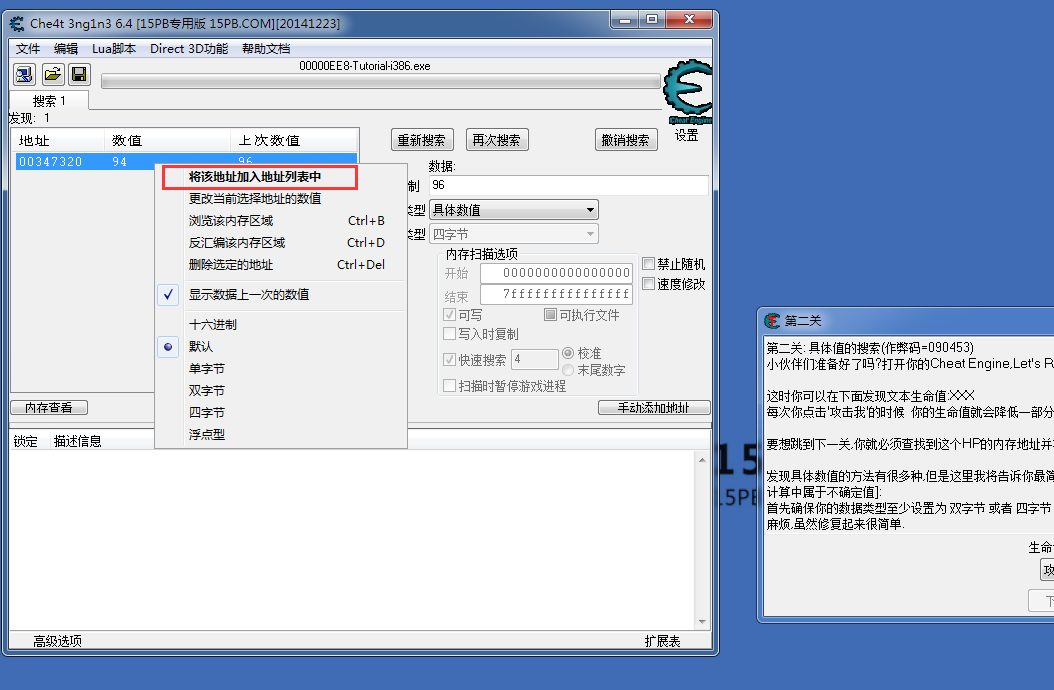 Che4t 3ng1n3 6.4 [15PB专用版 15PB.COM][20141223]
文件 编辑 Lua脚本 Direct 3D功能 帮助文档
00000EE8-Tutorial-i386.exe
搜索 1
发现: 1
Cheat Engine
设置
地址 数值 上次数值
00347320 94 96
重新搜索 再次搜索 撤销搜索
数据:
制 96
类型 具体数值
类型 四字节
内存扫描选项
开始 0000000000000000
结束 7fffffffffffffff
可写 可执行文件
写入时复制
快速搜索 4 校准
末尾数字
扫描时暂停游戏进程
禁止随机
速度修改
将该地址加入地址列表中
更改当前选择地址的数值
浏览该内存区域 Ctrl+B
反汇编该内存区域 Ctrl+D
删除选定的地址 Ctrl+Del
显示数据上一次的数值
十六进制
默认
单字节
双字节
四字节
浮点型
内存查看 手动添加地址
锁定 描述信息
高级选项 扩展表
15
15PB
第二关
第二关: 具体值的搜索(作弊码=090453)
小伙伴们准备好了吗?打开你的Cheat Engine,Let's R
这时你可以在下面发现文本生命值:XXX
每次你点击'攻击我'的时候 你的生命值就会降低一部分
要想跳到下一关,你就必须查找到这个HP的内存地址并
发现具体数值的方法有很多种,但是这里我将告诉你最简
计算中属于不确定值]:
首先确保你的数据类型至少设置为 双字节 或者 四字节
麻烦,虽然修复起来很简单.
生命
攻
下